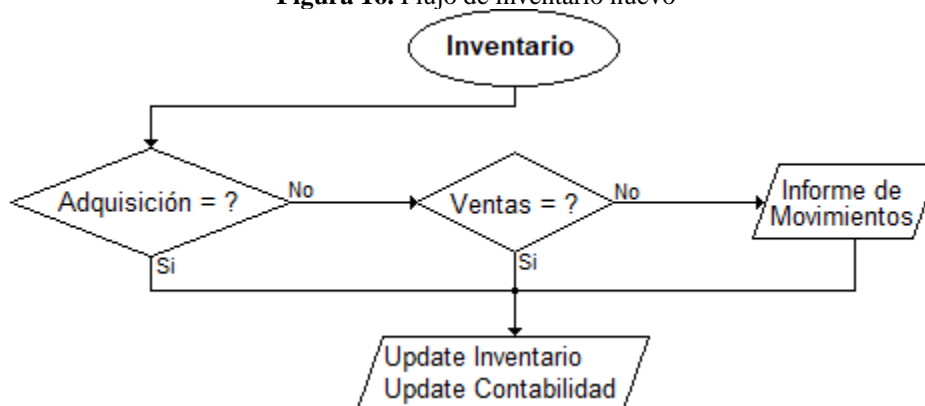 Figura 16. Flujo de inventario nuevo
Inventario
Adquisición = ?
No
Ventas = ?
No
Informe de
Movimientos
Si
Si
Update Inventario
Update Contabilidad